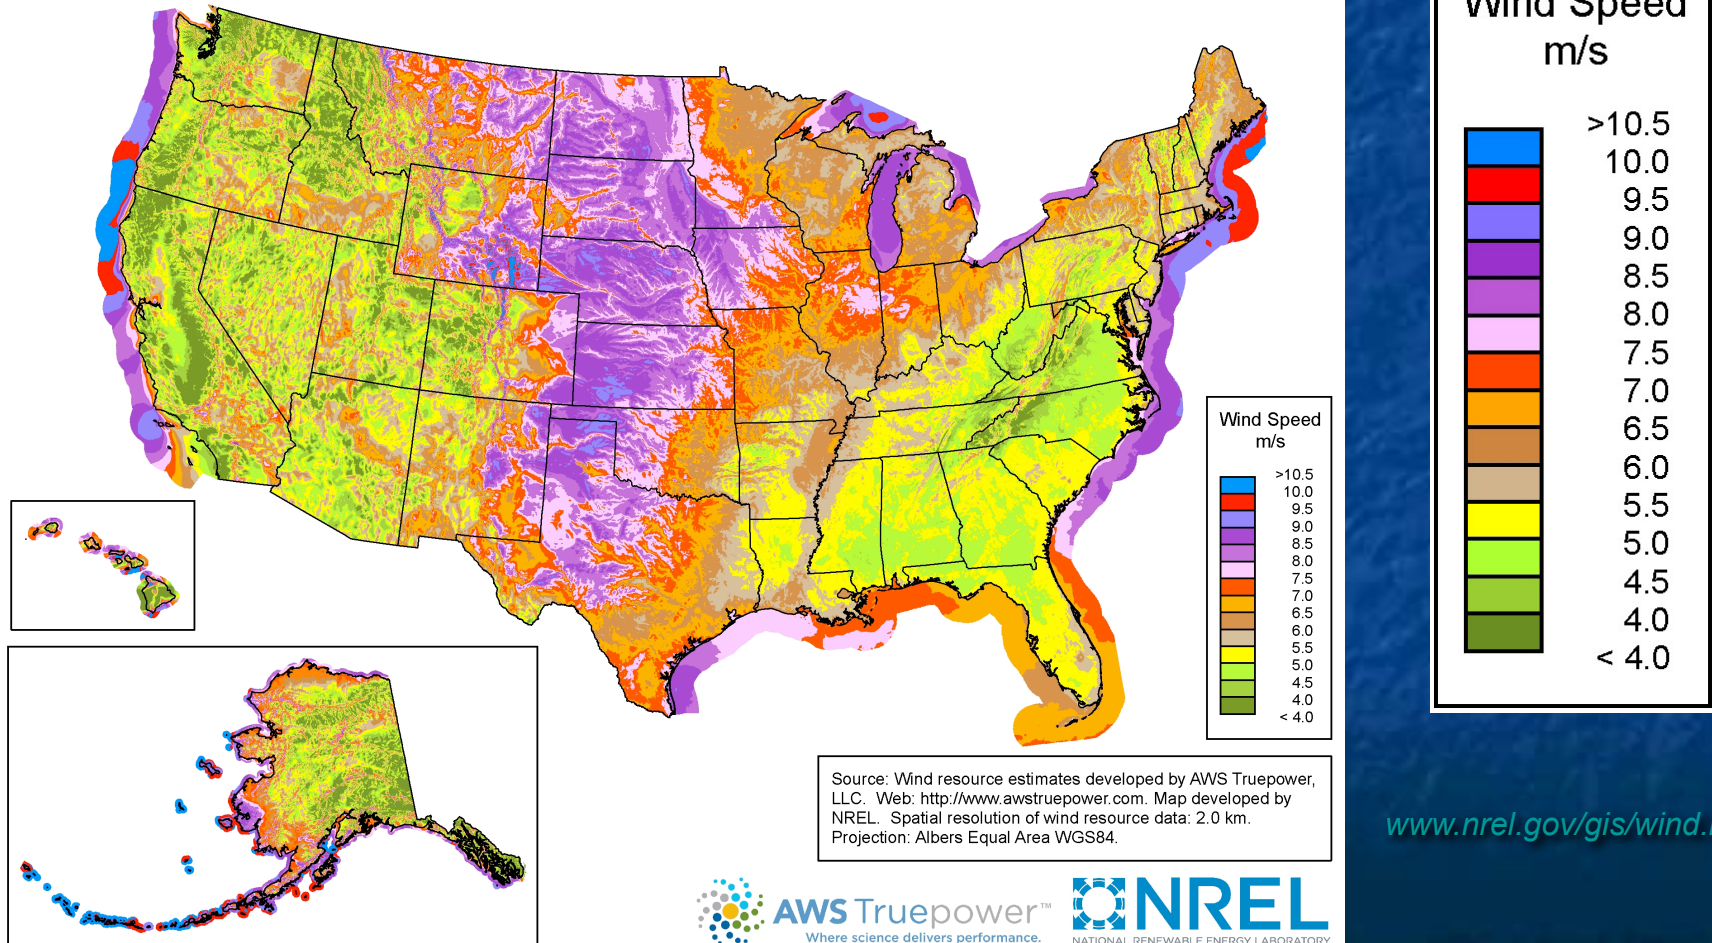 Wind Speed
m/s
>10.5
10.0
9.5
9.0
8.5
8.0
7.5
7.0
6.5
6.0
5.5
5.0
4.5
4.0
< 4.0
Source: Wind resource estimates developed by AWS Truepower,
LLC. Web: http://www.awstruepower.com. Map developed by
NREL. Spatial resolution of wind resource data: 2.0 km.
Projection: Albers Equal Area WGS84.
AWS Truepower™
Where science delivers performance.
NREL
NATIONAL RENEWABLE ENERGY LABORATORY
Wind Speed
m/s
>10.5
10.0
9.5
9.0
8.5
8.0
7.5
7.0
6.5
6.0
5.5
5.0
4.5
4.0
< 4.0
www.nrel.gov/gis/wind.